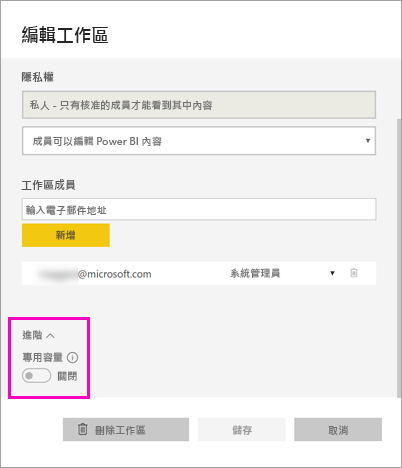 編輯工作區
隱私權
私人 - 只有核准的成員才能看到其中內容
成員可以編輯 Power BI 內容
工作區成員
輸入電子郵件地址
新增
@microsoft.com 系統管理員
進階
專用容量
關閉
刪除工作區 儲存 取消